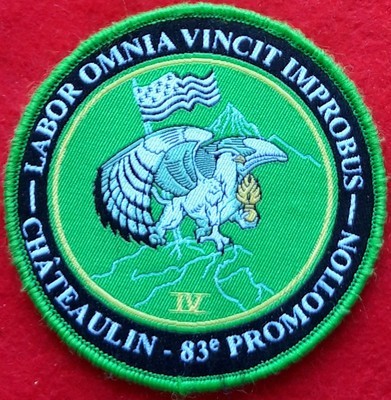 LABOR OMNIA VINCIT IMPROBUS
IV
CHÂTEAULIN - 83e PROMOTION